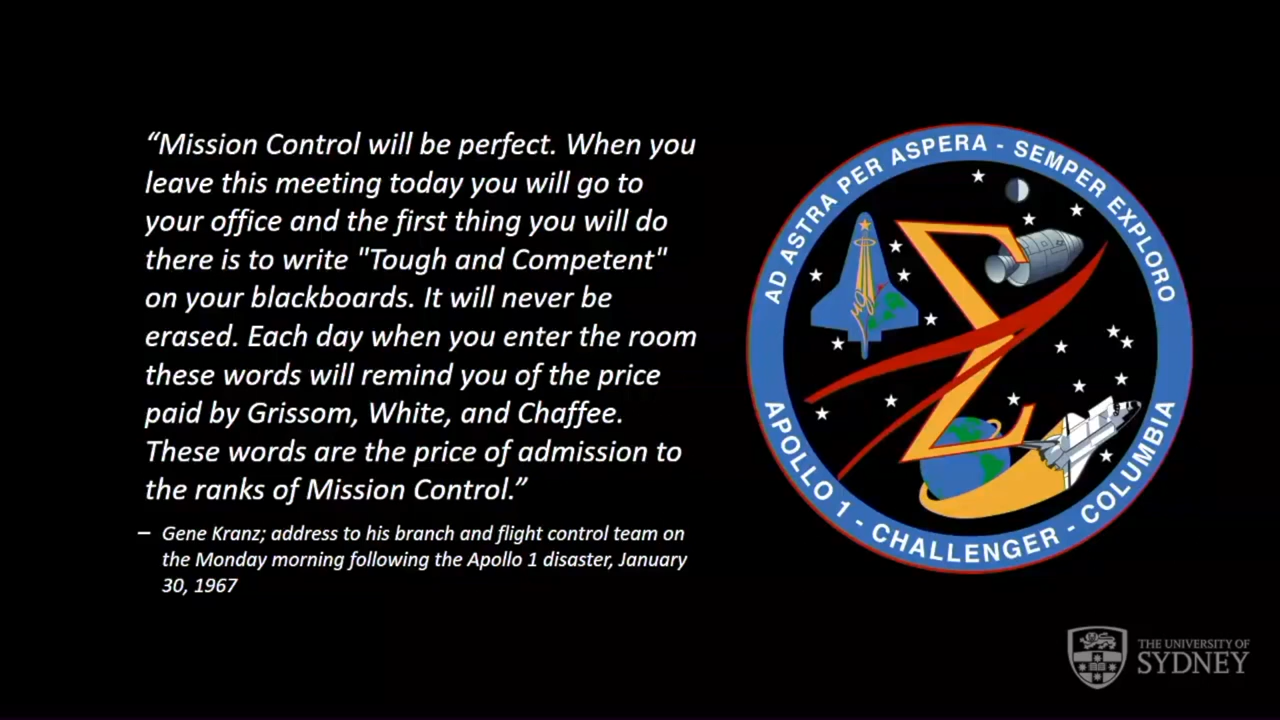 “Mission Control will be perfect. When you
leave this meeting today you will go to
your office and the first thing you will do
there is to write "Tough and Competent"
on your blackboards. It will never be
erased. Each day when you enter the room
these words will remind you of the price
paid by Grissom, White, and Chaffee.
These words are the price of admission to
the ranks of Mission Control.”
– Gene Kranz; address to his branch and flight control team on
the Monday morning following the Apollo 1 disaster, January
30, 1967
AD ASTRA PER ASPERA - SEMPER EXPLORO
APOLLO 1 - CHALLENGER - COLUMBIA
THE UNIVERSITY OF
SYDNEY